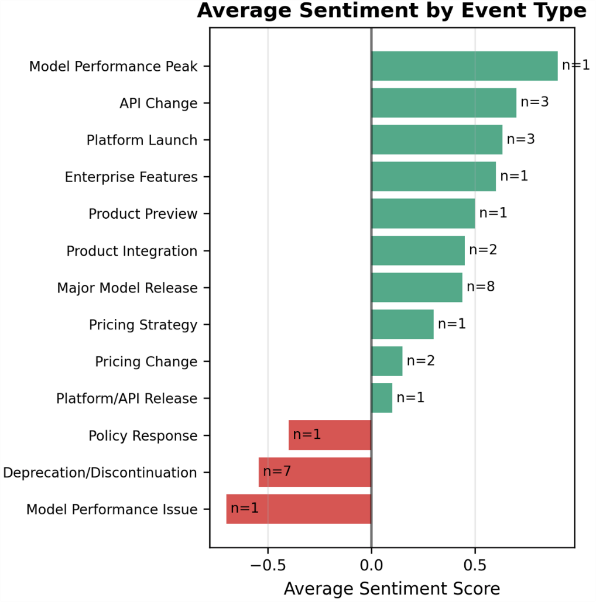 Average Sentiment by Event Type
Model Performance Peak n=1
API Change n=3
Platform Launch n=3
Enterprise Features n=1
Product Preview n=1
Product Integration n=2
Major Model Release n=8
Pricing Strategy n=1
Pricing Change n=2
Platform/API Release n=1
Policy Response n=1
Deprecation/Discontinuation n=7
Model Performance Issue n=1
−0.5 0.0 0.5
Average Sentiment Score